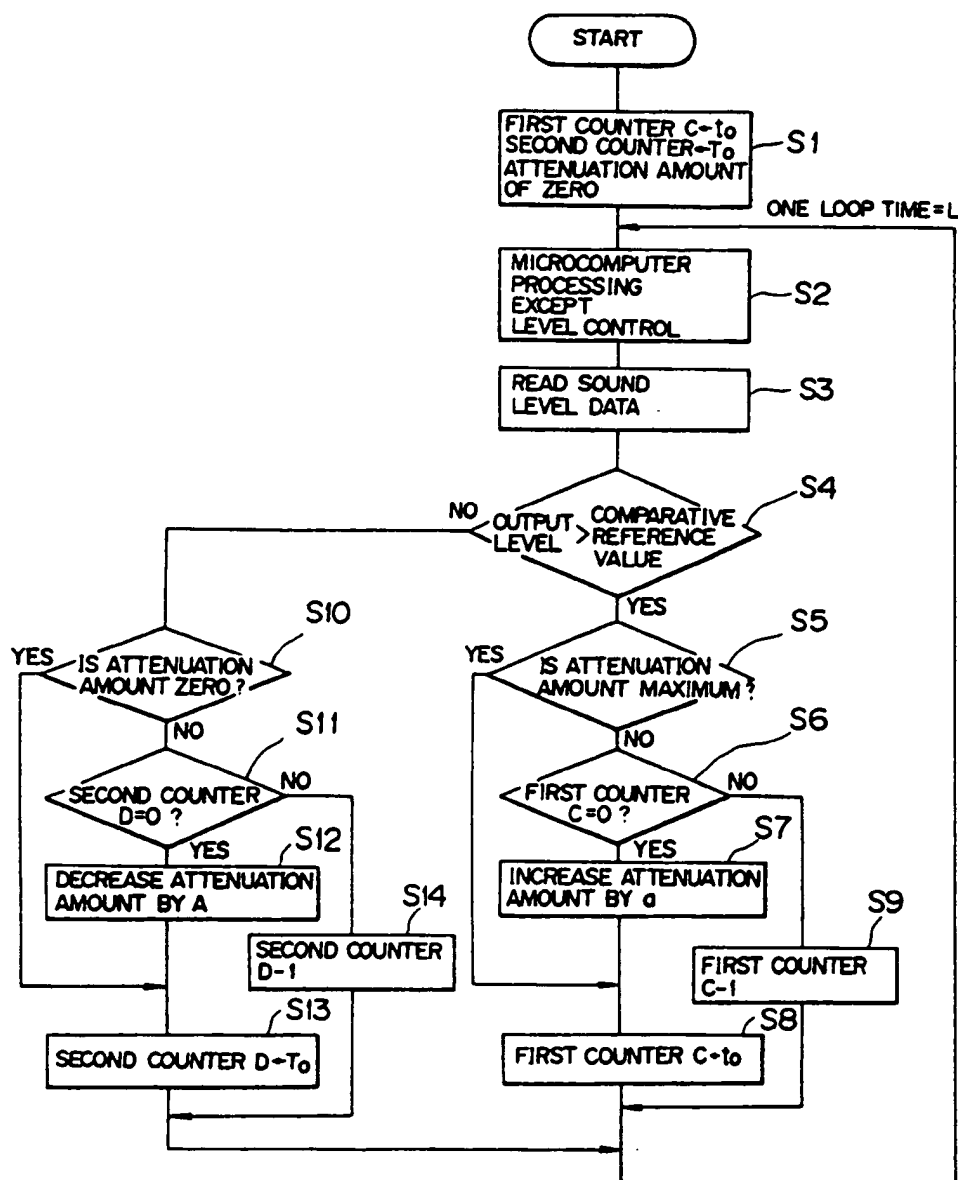 START
FIRST COUNTER C←to
SECOND COUNTER←To
ATTENUATION AMOUNT
OF ZERO
S1
ONE LOOP TIME=L
MICROCOMPUTER
PROCESSING
EXCEPT
LEVEL CONTROL
S2
READ SOUND
LEVEL DATA
S3
S4
NO
OUTPUT
LEVEL
>
COMPARATIVE
REFERENCE
VALUE
YES
S10
YES
IS ATTENUATION
AMOUNT ZERO?
NO
S5
YES
IS ATTENUATION
AMOUNT MAXIMUM?
NO
S11
SECOND COUNTER
D=0 ?
NO
YES
S6
FIRST COUNTER
C=0 ?
NO
YES
S12
DECREASE ATTENUATION
AMOUNT BY A
S7
INCREASE ATTENUATION
AMOUNT BY a
S14
SECOND COUNTER
D-1
S9
FIRST COUNTER
C-1
S13
SECOND COUNTER D←To
S8
FIRST COUNTER C←to